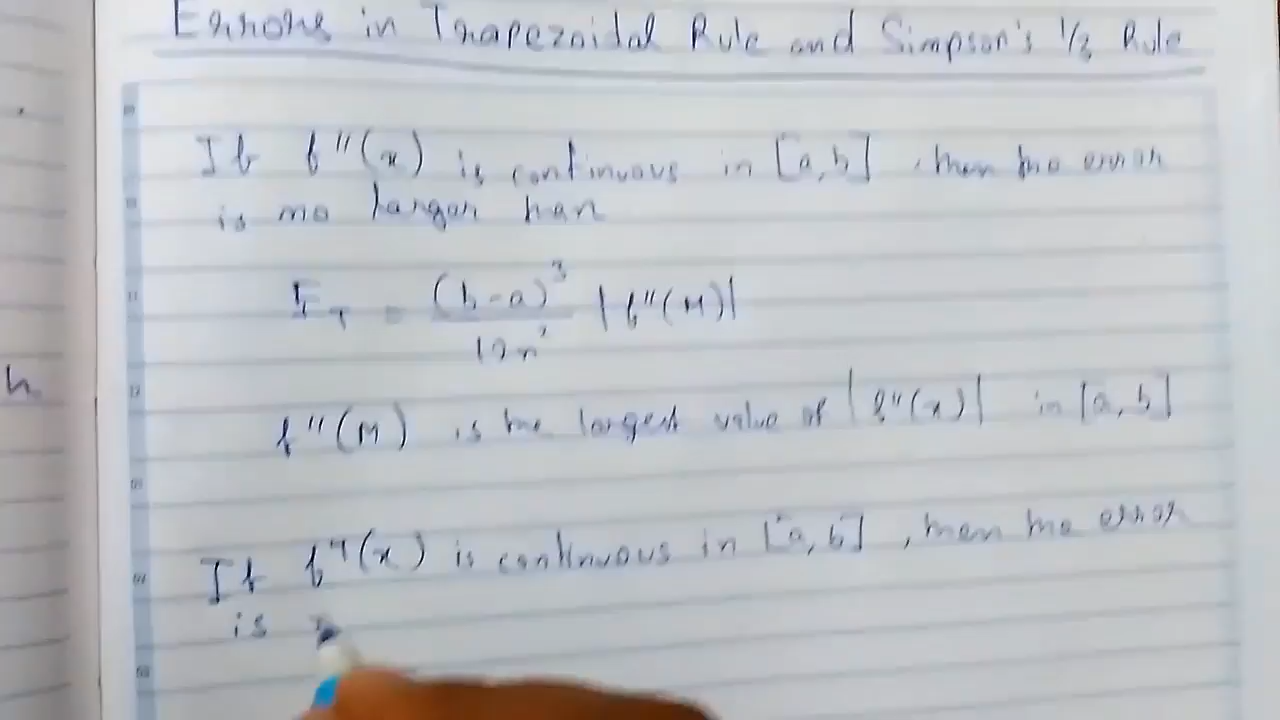 Errors in Trapezoidal Rule and Simpson's 1/3 Rule
If f''(x) is continuous in [a, b], then the error
is no larger than
E_T = (b-a)^3 / 12n^2 |f''(M)|
f''(M) is the largest value of |f''(x)| in [a, b]
If f^4(x) is continuous in [a, b], then the error
is
h